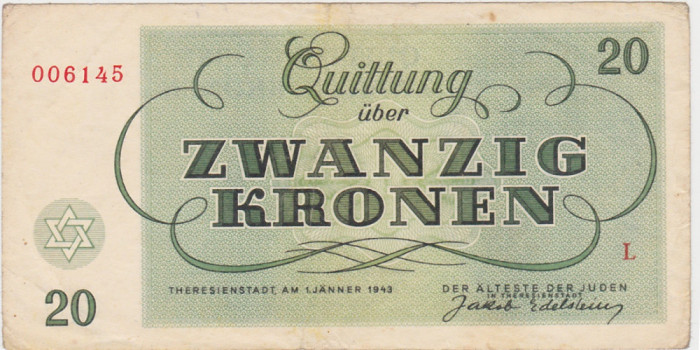 006145
Quittung
20
über
ZWANZIG
KRONEN
L
THERESIENSTADT, AM 1. JÄNNER 1943
DER ÄLTESTE DER JUDEN
IN THERESIENSTADT
Jakob Edelstein
20